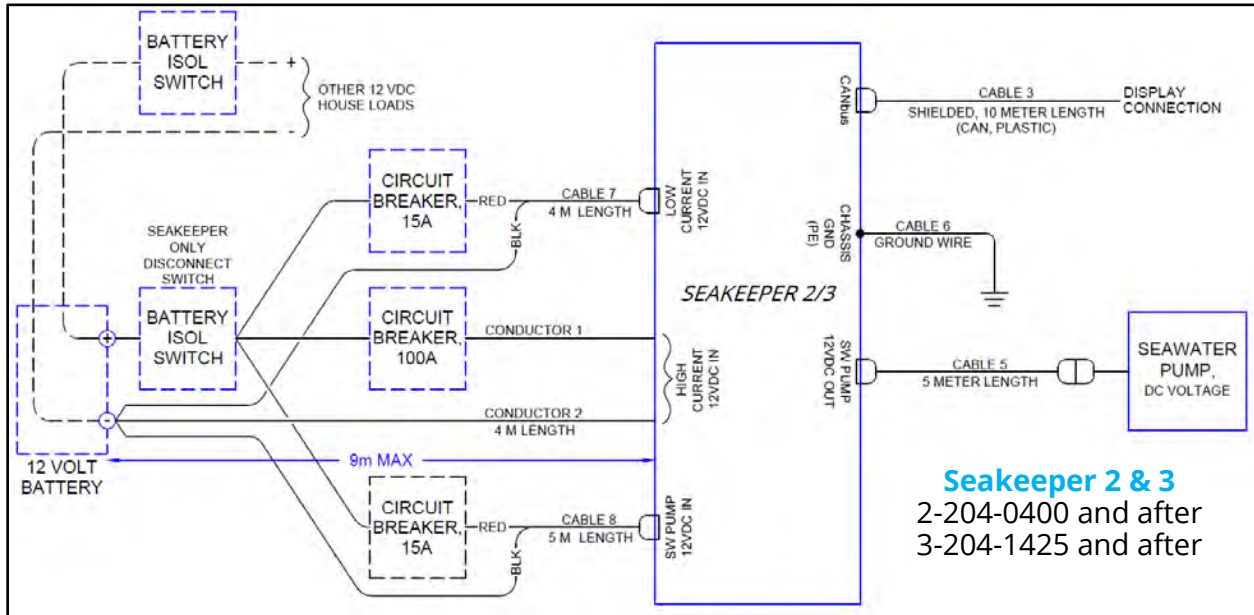 BATTERY
ISOL
SWITCH
+
-
OTHER 12 VDC
HOUSE LOADS
SEAKEEPER
ONLY
DISCONNECT
SWITCH
BATTERY
ISOL
SWITCH
+
-
12 VOLT
BATTERY
CIRCUIT
BREAKER,
15A
RED
BLK
CABLE 7
4 M LENGTH
LOW
CURRENT
12VDC IN
CIRCUIT
BREAKER,
100A
CONDUCTOR 1
CONDUCTOR 2
4 M LENGTH
HIGH
CURRENT
12VDC IN
9m MAX
CIRCUIT
BREAKER,
15A
RED
BLK
CABLE 8
5 M LENGTH
SW PUMP
12VDC IN
SEAKEEPER 2/3
CANbus
CABLE 3
SHIELDED, 10 METER LENGTH
(CAN, PLASTIC)
DISPLAY
CONNECTION
CHASSIS
GND
(PE)
CABLE 6
GROUND WIRE
SW PUMP
12VDC OUT
CABLE 5
5 METER LENGTH
SEAWATER
PUMP,
DC VOLTAGE
Seakeeper 2 & 3
2-204-0400 and after
3-204-1425 and after